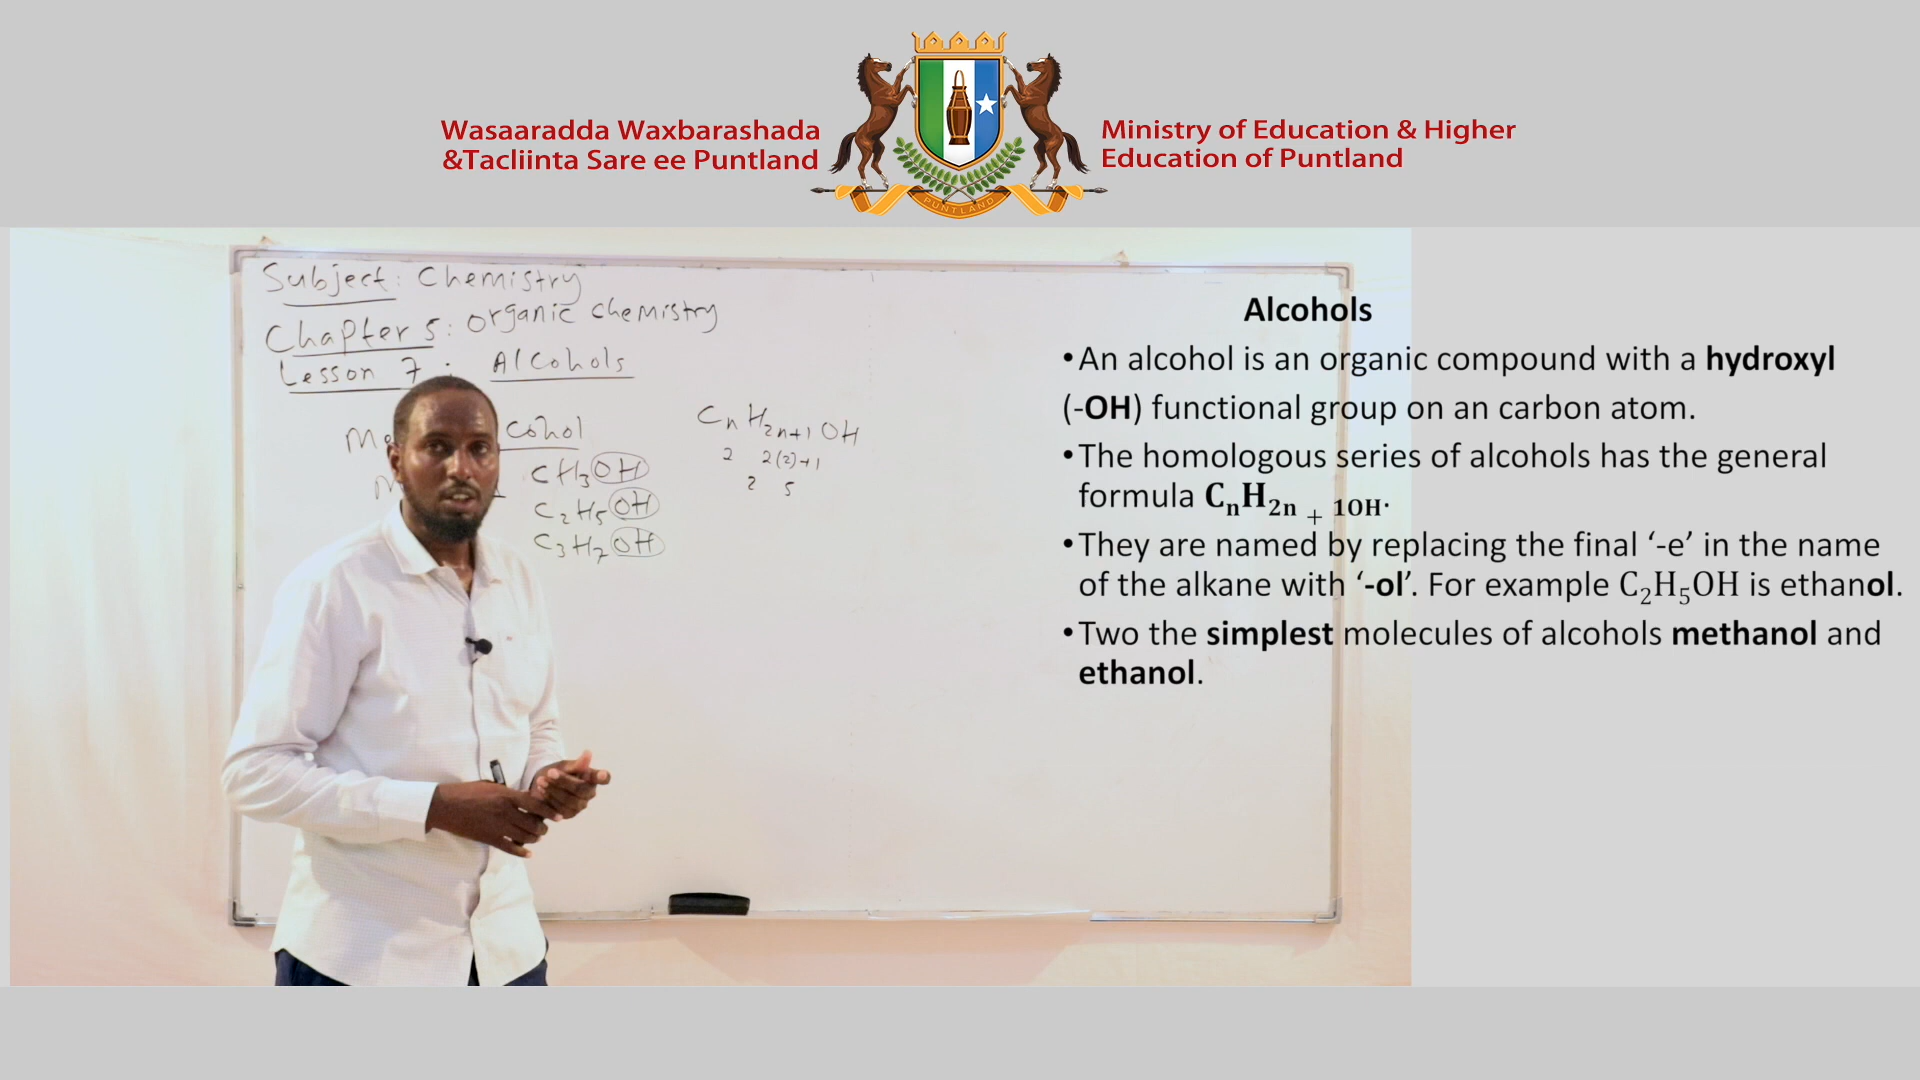 Wasaaradda Waxbarashada
&Tacliinta Sare ee Puntland
PUNTLAND
Ministry of Education & Higher
Education of Puntland
Subject: Chemistry
Chapter 5: organic chemistry
Lesson 7: Alcohols
cohol
CH₃OH
C₂H₅OH
C₃H₇OH
CₙH₂ₙ₊₁OH
2 2(2)+1
2 5
Alcohols
•An alcohol is an organic compound with a hydroxyl
(-OH) functional group on an carbon atom.
•The homologous series of alcohols has the general
formula CₙH₂ₙ ₊ ₁OH.
•They are named by replacing the final ‘-e’ in the name
of the alkane with ‘-ol’. For example C₂H₅OH is ethanol.
•Two the simplest molecules of alcohols methanol and
ethanol.